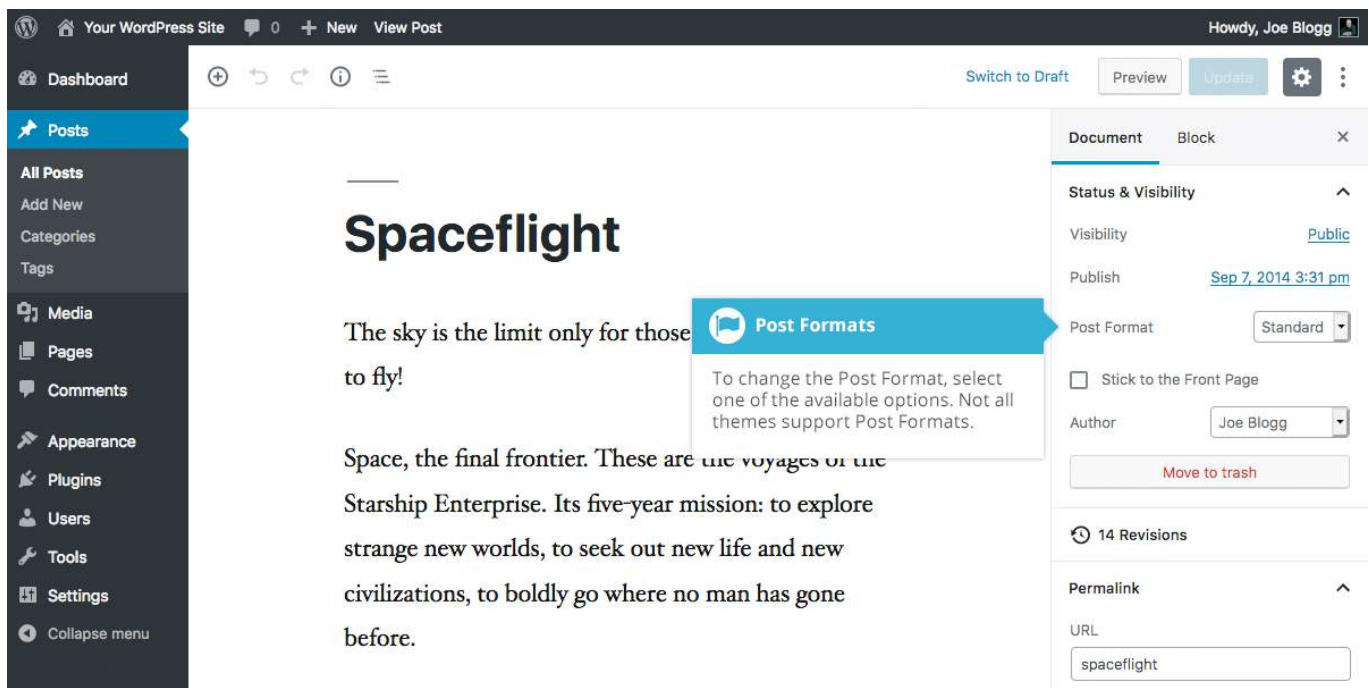 Your WordPress Site 0 + New View Post Howdy, Joe Blogg
Dashboard
Posts
All Posts
Add New
Categories
Tags
Media
Pages
Comments
Appearance
Plugins
Users
Tools
Settings
Collapse menu
Switch to Draft Preview Update
Spaceflight
The sky is the limit only for those
to fly!
Space, the final frontier. These are the voyages of the
Starship Enterprise. Its five-year mission: to explore
strange new worlds, to seek out new life and new
civilizations, to boldly go where no man has gone
before.
Post Formats
To change the Post Format, select
one of the available options. Not all
themes support Post Formats.
Document Block
Status & Visibility
Visibility Public
Publish Sep 7, 2014 3:31 pm
Post Format Standard
Stick to the Front Page
Author Joe Blogg
Move to trash
14 Revisions
Permalink
URL
spaceflight